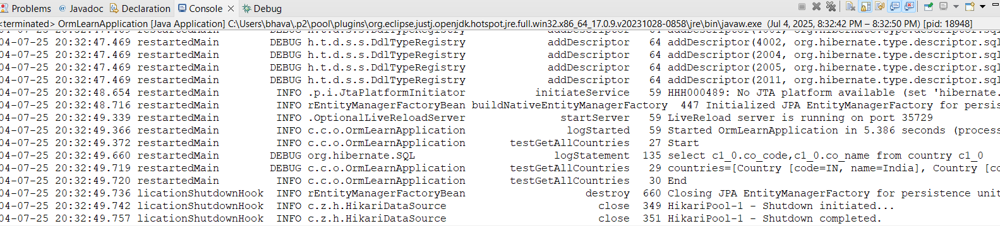 Problems @ Javadoc Declaration Console Debug
<terminated> OrmLearnApplication [Java Application] C:\Users\bhava\.p2\pool\plugins\org.eclipse.justj.openjdk.hotspot.jre.full.win32.x86_64_17.0.9.v20231028-0858\jre\bin\javaw.exe (Jul 4, 2025, 8:32:42 PM – 8:32:50 PM) [pid: 18948]
04-07-25 20:32:47.469 restartedMain DEBUG h.t.d.s.s.DdlTypeRegistry addDescriptor 64 addDescriptor(4002, org.hibernate.type.descriptor.sql
04-07-25 20:32:47.469 restartedMain DEBUG h.t.d.s.s.DdlTypeRegistry addDescriptor 64 addDescriptor(2004, org.hibernate.type.descriptor.sql
04-07-25 20:32:47.469 restartedMain DEBUG h.t.d.s.s.DdlTypeRegistry addDescriptor 64 addDescriptor(2005, org.hibernate.type.descriptor.sql
04-07-25 20:32:47.469 restartedMain DEBUG h.t.d.s.s.DdlTypeRegistry addDescriptor 64 addDescriptor(2011, org.hibernate.type.descriptor.sql
04-07-25 20:32:48.654 restartedMain INFO .p.i.JtaPlatformInitiator initiateService 59 HHH000489: No JTA platform available (set 'hibernate.
04-07-25 20:32:48.716 restartedMain INFO rEntityManagerFactoryBean buildNativeEntityManagerFactory 447 Initialized JPA EntityManagerFactory for persis
04-07-25 20:32:49.339 restartedMain INFO .OptionalLiveReloadServer startServer 59 LiveReload server is running on port 35729
04-07-25 20:32:49.366 restartedMain INFO c.c.o.OrmLearnApplication logStarted 59 Started OrmLearnApplication in 5.386 seconds (process
04-07-25 20:32:49.372 restartedMain INFO c.c.o.OrmLearnApplication testGetAllCountries 27 Start
04-07-25 20:32:49.660 restartedMain DEBUG org.hibernate.SQL logStatement 135 select c1_0.co_code,c1_0.co_name from country c1_0
04-07-25 20:32:49.719 restartedMain DEBUG c.c.o.OrmLearnApplication testGetAllCountries 29 countries=[Country [code=IN, name=India], Country [co
04-07-25 20:32:49.720 restartedMain INFO c.c.o.OrmLearnApplication testGetAllCountries 30 End
04-07-25 20:32:49.736 licationShutdownHook INFO rEntityManagerFactoryBean destroy 660 Closing JPA EntityManagerFactory for persistence unit
04-07-25 20:32:49.742 licationShutdownHook INFO c.z.h.HikariDataSource close 349 HikariPool-1 - Shutdown initiated...
04-07-25 20:32:49.757 licationShutdownHook INFO c.z.h.HikariDataSource close 351 HikariPool-1 - Shutdown completed.